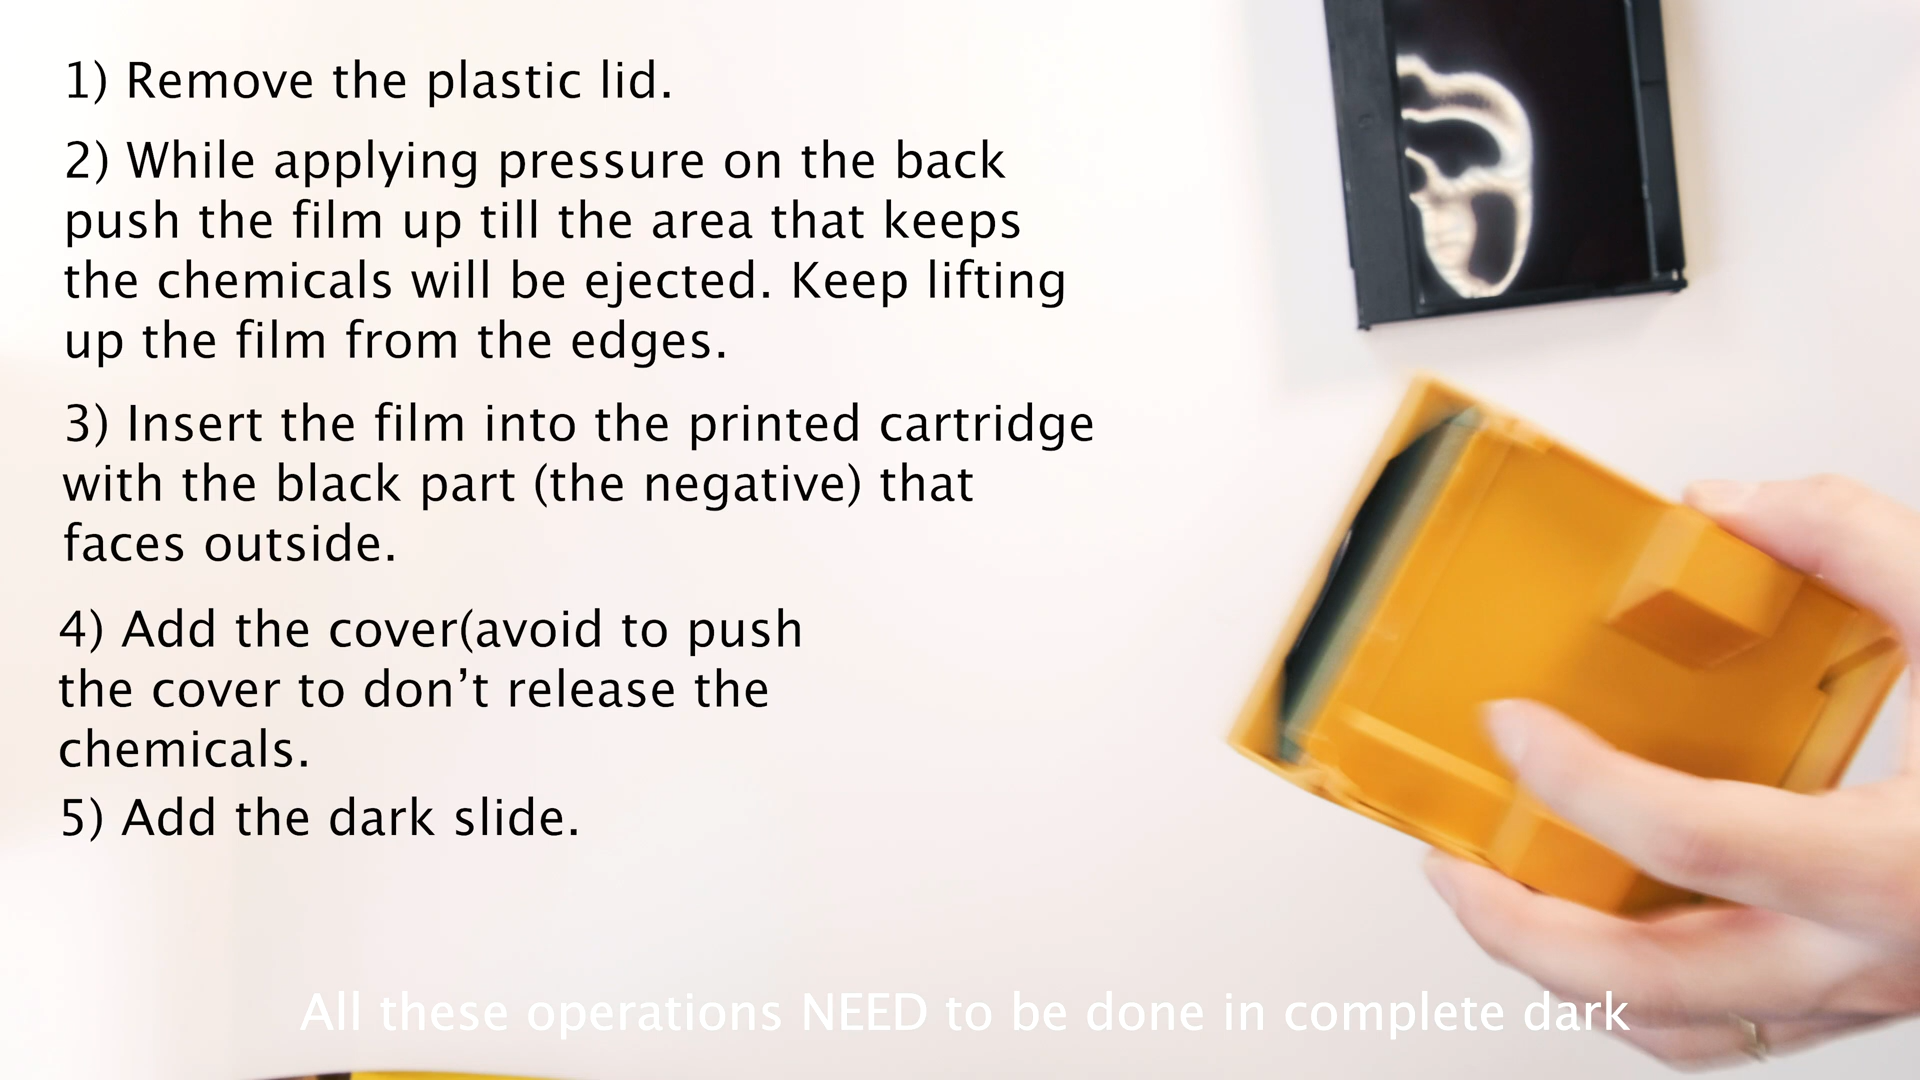 1) Remove the plastic lid.
2) While applying pressure on the back
push the film up till the area that keeps
the chemicals will be ejected. Keep lifting
up the film from the edges.
3) Insert the film into the printed cartridge
with the black part (the negative) that
faces outside.
4) Add the cover(avoid to push
the cover to don’t release the
chemicals.
5) Add the dark slide.
All these operations NEED to be done in complete dark